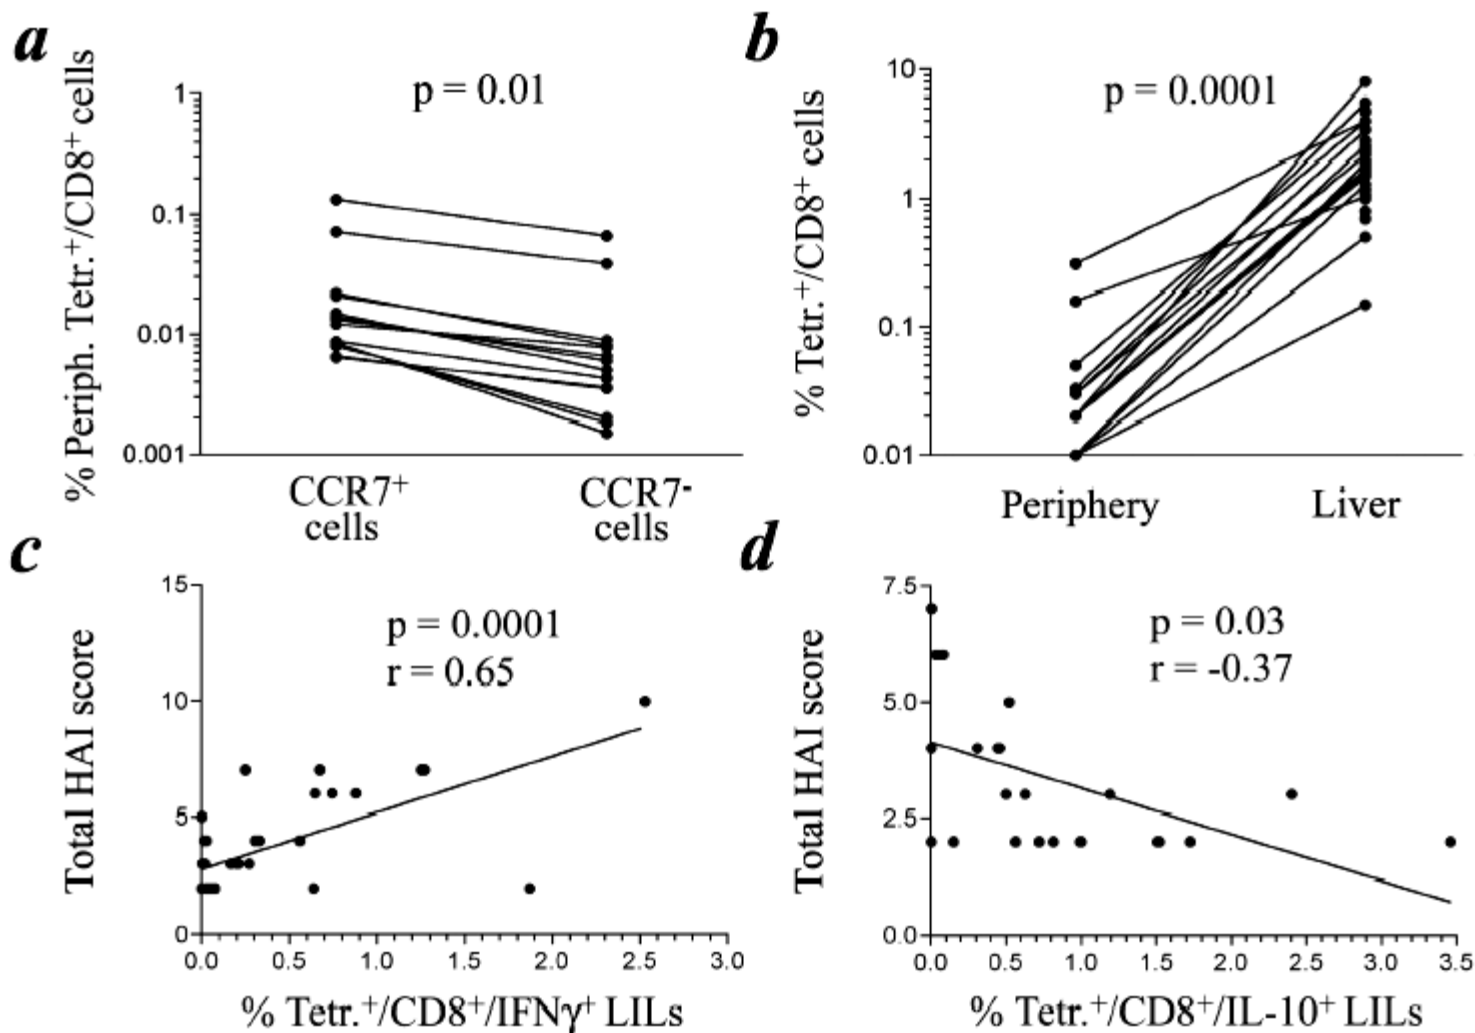 a
% Periph. Tetr.⁺/CD8⁺ cells
p = 0.01
1
0.1
0.01
0.001
CCR7⁺
cells
CCR7⁻
cells
b
% Tetr.⁺/CD8⁺ cells
p = 0.0001
10
1
0.1
0.01
Periphery
Liver
c
Total HAI score
p = 0.0001
r = 0.65
15
10
5
0
0.0 0.5 1.0 1.5 2.0 2.5 3.0
% Tetr.⁺/CD8⁺/IFNγ⁺ LILs
d
Total HAI score
p = 0.03
r = -0.37
7.5
5.0
2.5
0.0
0.0 0.5 1.0 1.5 2.0 2.5 3.0 3.5
% Tetr.⁺/CD8⁺/IL-10⁺ LILs